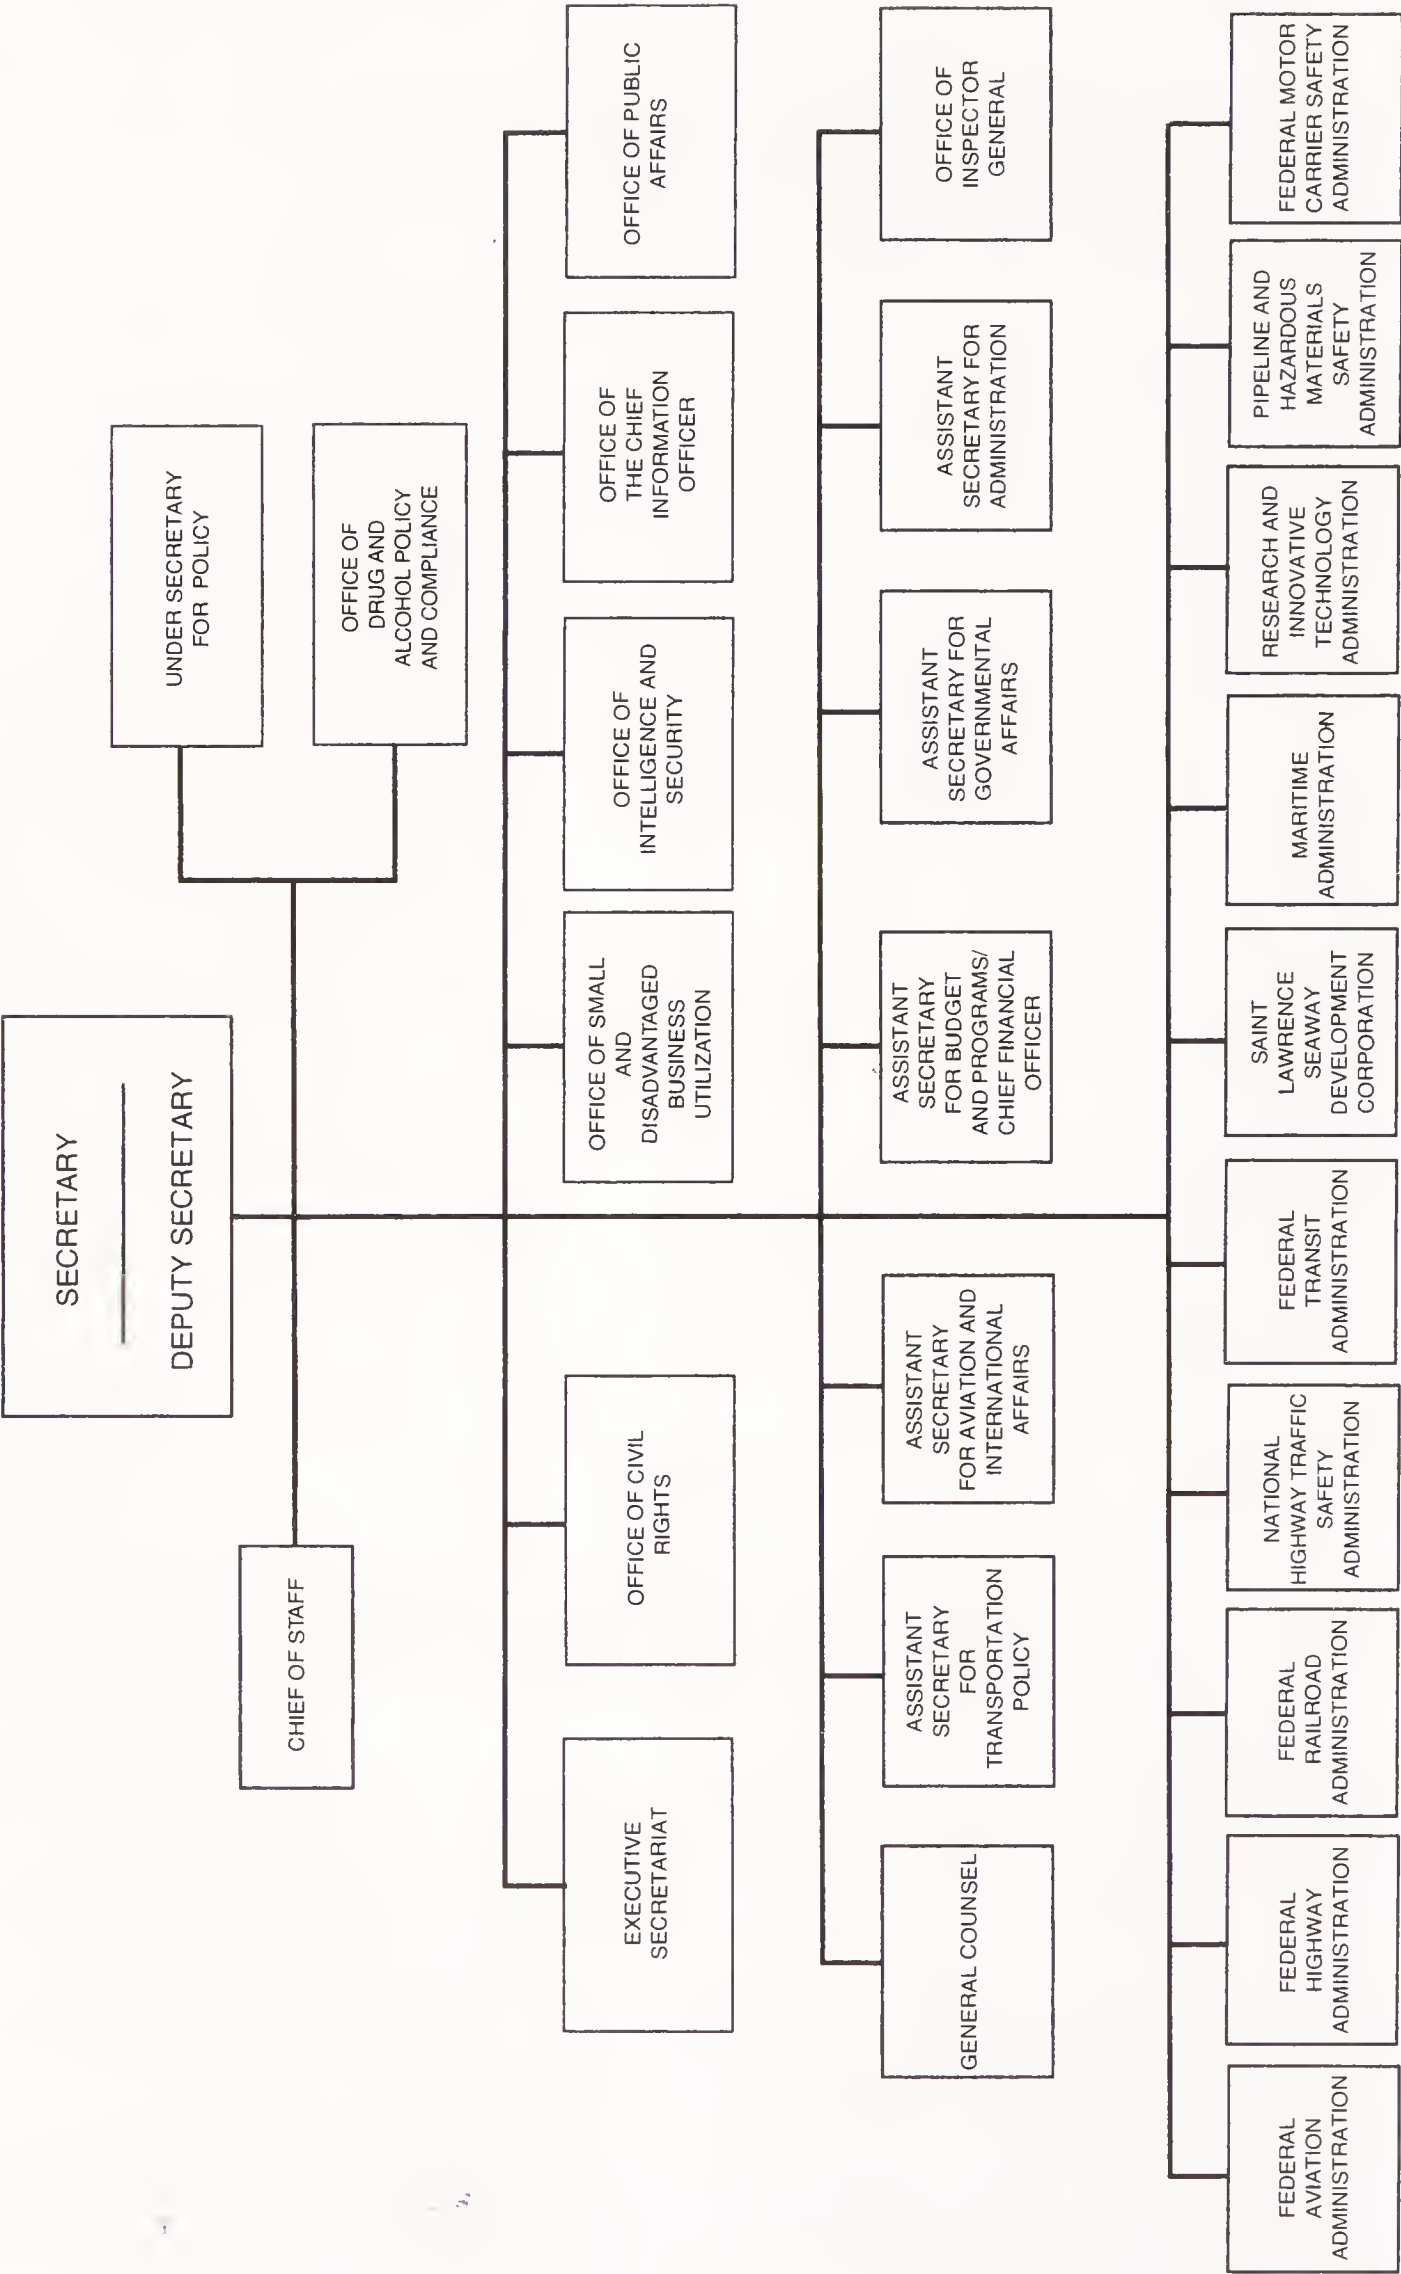 SECRETARY
DEPUTY SECRETARY
CHIEF OF STAFF
UNDER SECRETARY
FOR POLICY
OFFICE OF
DRUG AND
ALCOHOL POLICY
AND COMPLIANCE
EXECUTIVE
SECRETARIAT
OFFICE OF CIVIL
RIGHTS
OFFICE OF SMALL
AND
DISADVANTAGED
BUSINESS
UTILIZATION
OFFICE OF
INTELLIGENCE AND
SECURITY
OFFICE OF
THE CHIEF
INFORMATION
OFFICER
OFFICE OF PUBLIC
AFFAIRS
GENERAL COUNSEL
ASSISTANT
SECRETARY
FOR
TRANSPORTATION
POLICY
ASSISTANT
SECRETARY
FOR AVIATION AND
INTERNATIONAL
AFFAIRS
ASSISTANT
SECRETARY
FOR BUDGET
AND PROGRAMS/
CHIEF FINANCIAL
OFFICER
ASSISTANT
SECRETARY FOR
GOVERNMENTAL
AFFAIRS
ASSISTANT
SECRETARY FOR
ADMINISTRATION
OFFICE OF
INSPECTOR
GENERAL
FEDERAL
AVIATION
ADMINISTRATION
FEDERAL
HIGHWAY
ADMINISTRATION
FEDERAL
RAILROAD
ADMINISTRATION
NATIONAL
HIGHWAY TRAFFIC
SAFETY
ADMINISTRATION
FEDERAL
TRANSIT
ADMINISTRATION
SAINT
LAWRENCE
SEAWAY
DEVELOPMENT
CORPORATION
MARITIME
ADMINISTRATION
RESEARCH AND
INNOVATIVE
TECHNOLOGY
ADMINISTRATION
PIPELINE AND
HAZARDOUS
MATERIALS
SAFETY
ADMINISTRATION
FEDERAL MOTOR
CARRIER SAFETY
ADMINISTRATION